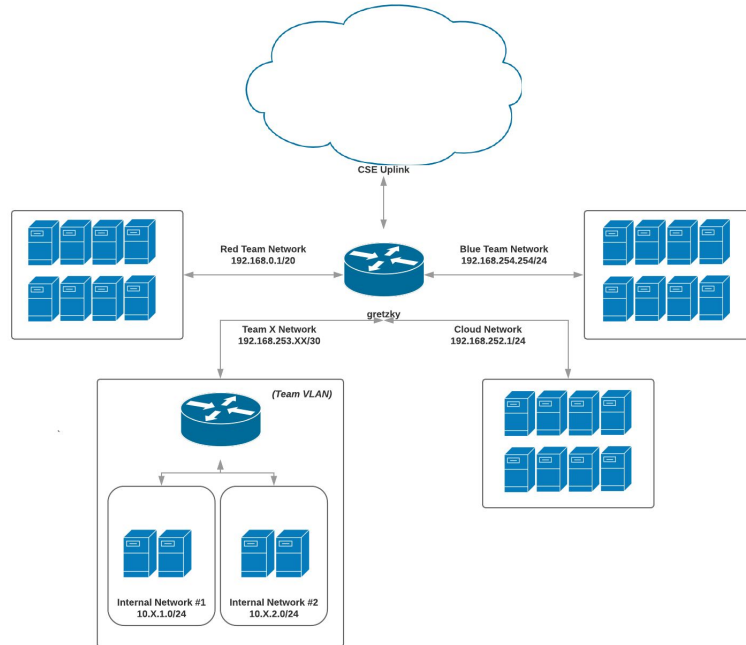 CSE Uplink
Red Team Network
192.168.0.1/20
Blue Team Network
192.168.254.254/24
gretzky
Team X Network
192.168.253.XX/30
Cloud Network
192.168.252.1/24
(Team VLAN)
Internal Network #1
10.X.1.0/24
Internal Network #2
10.X.2.0/24